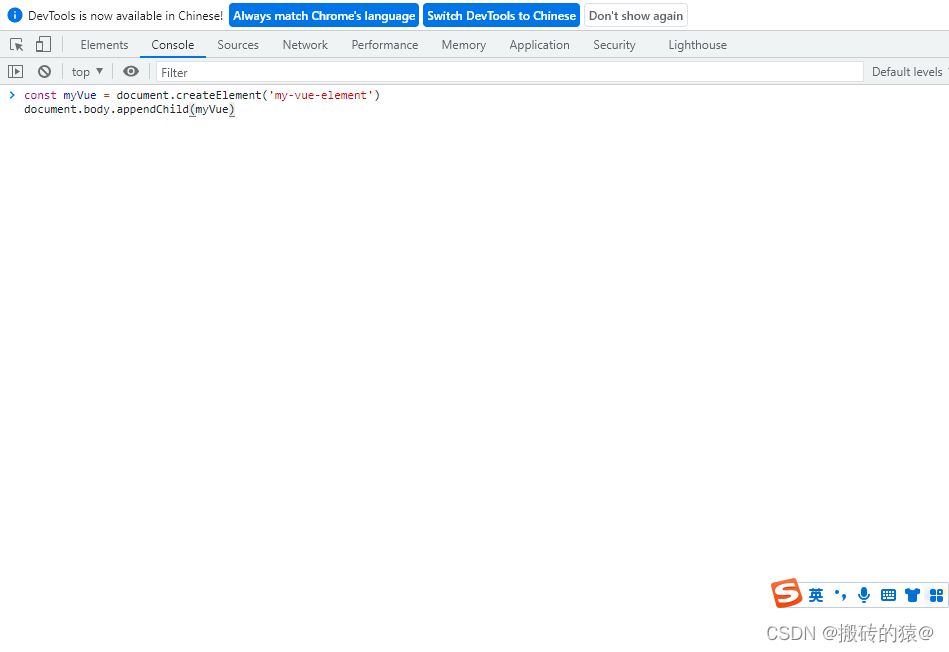 DevTools is now available in Chinese! Always match Chrome's language Switch DevTools to Chinese Don't show again
Elements Console Sources Network Performance Memory Application Security Lighthouse
top Filter Default levels
const myVue = document.createElement('my-vue-element')
document.body.appendChild(myVue)
S 英
CSDN @搬砖的猿@